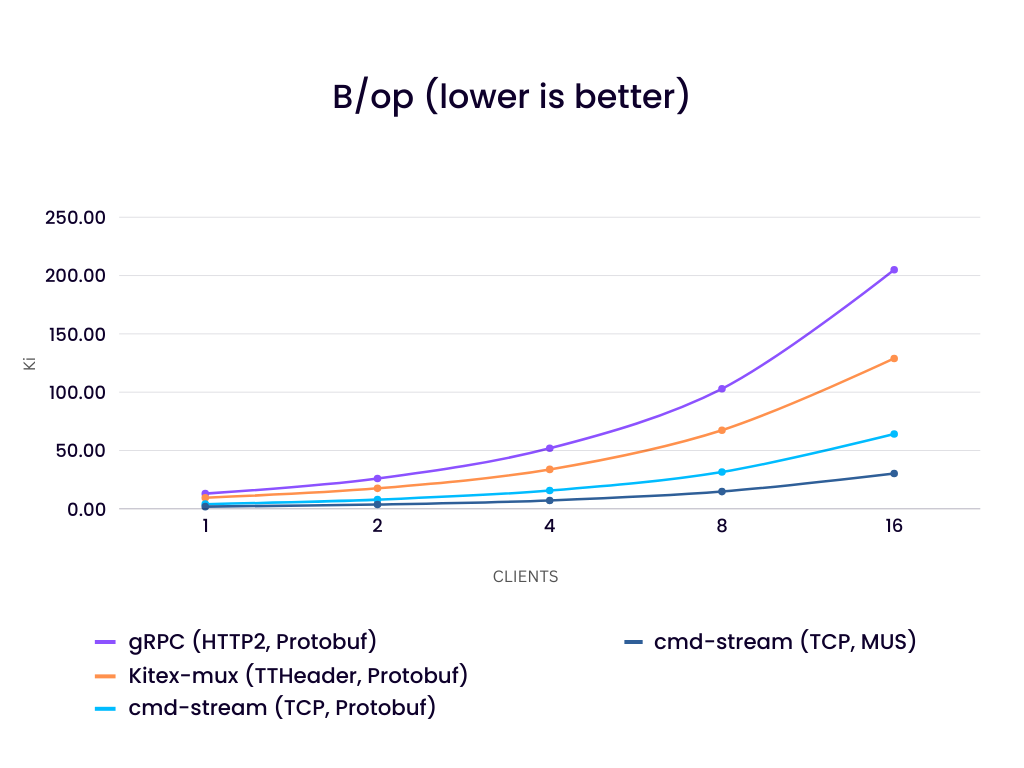 B/op (lower is better)
250.00
200.00
150.00
100.00
50.00
0.00
Ki
1 2 4 8 16
CLIENTS
gRPC (HTTP2, Protobuf)
Kitex-mux (TTHeader, Protobuf)
cmd-stream (TCP, Protobuf)
cmd-stream (TCP, MUS)